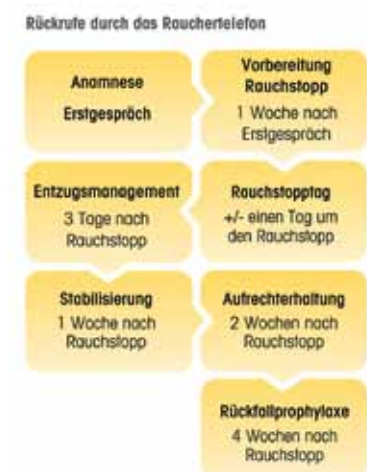 Rückrufe durch das Rauchertelefon
Anamnese
Erstgespräch
Vorbereitung
Rauchstopp
1 Woche nach
Erstgespräch
Rauchstopptag
+/- einen Tag um
den Rauchstopp
Entzugsmanagement
3 Tage nach
Rauchstopp
Stabilisierung
1 Woche nach
Rauchstopp
Aufrechterhaltung
2 Wochen nach
Rauchstopp
Rückfallprophylaxe
4 Wochen nach
Rauchstopp